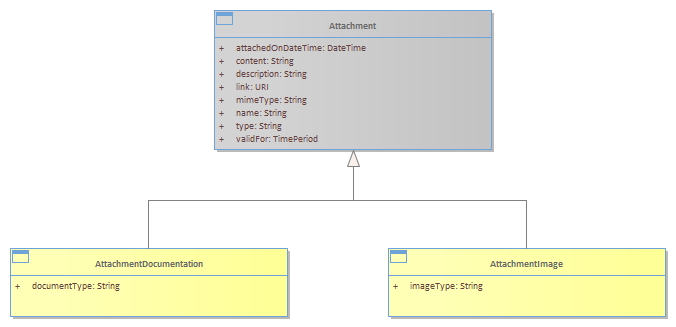 Attachment
+ attachedOnDateTime: DateTime
+ content: String
+ description: String
+ link: URI
+ mimeType: String
+ name: String
+ type: String
+ validFor: TimePeriod
AttachmentDocumentation
+ documentType: String
AttachmentImage
+ imageType: String